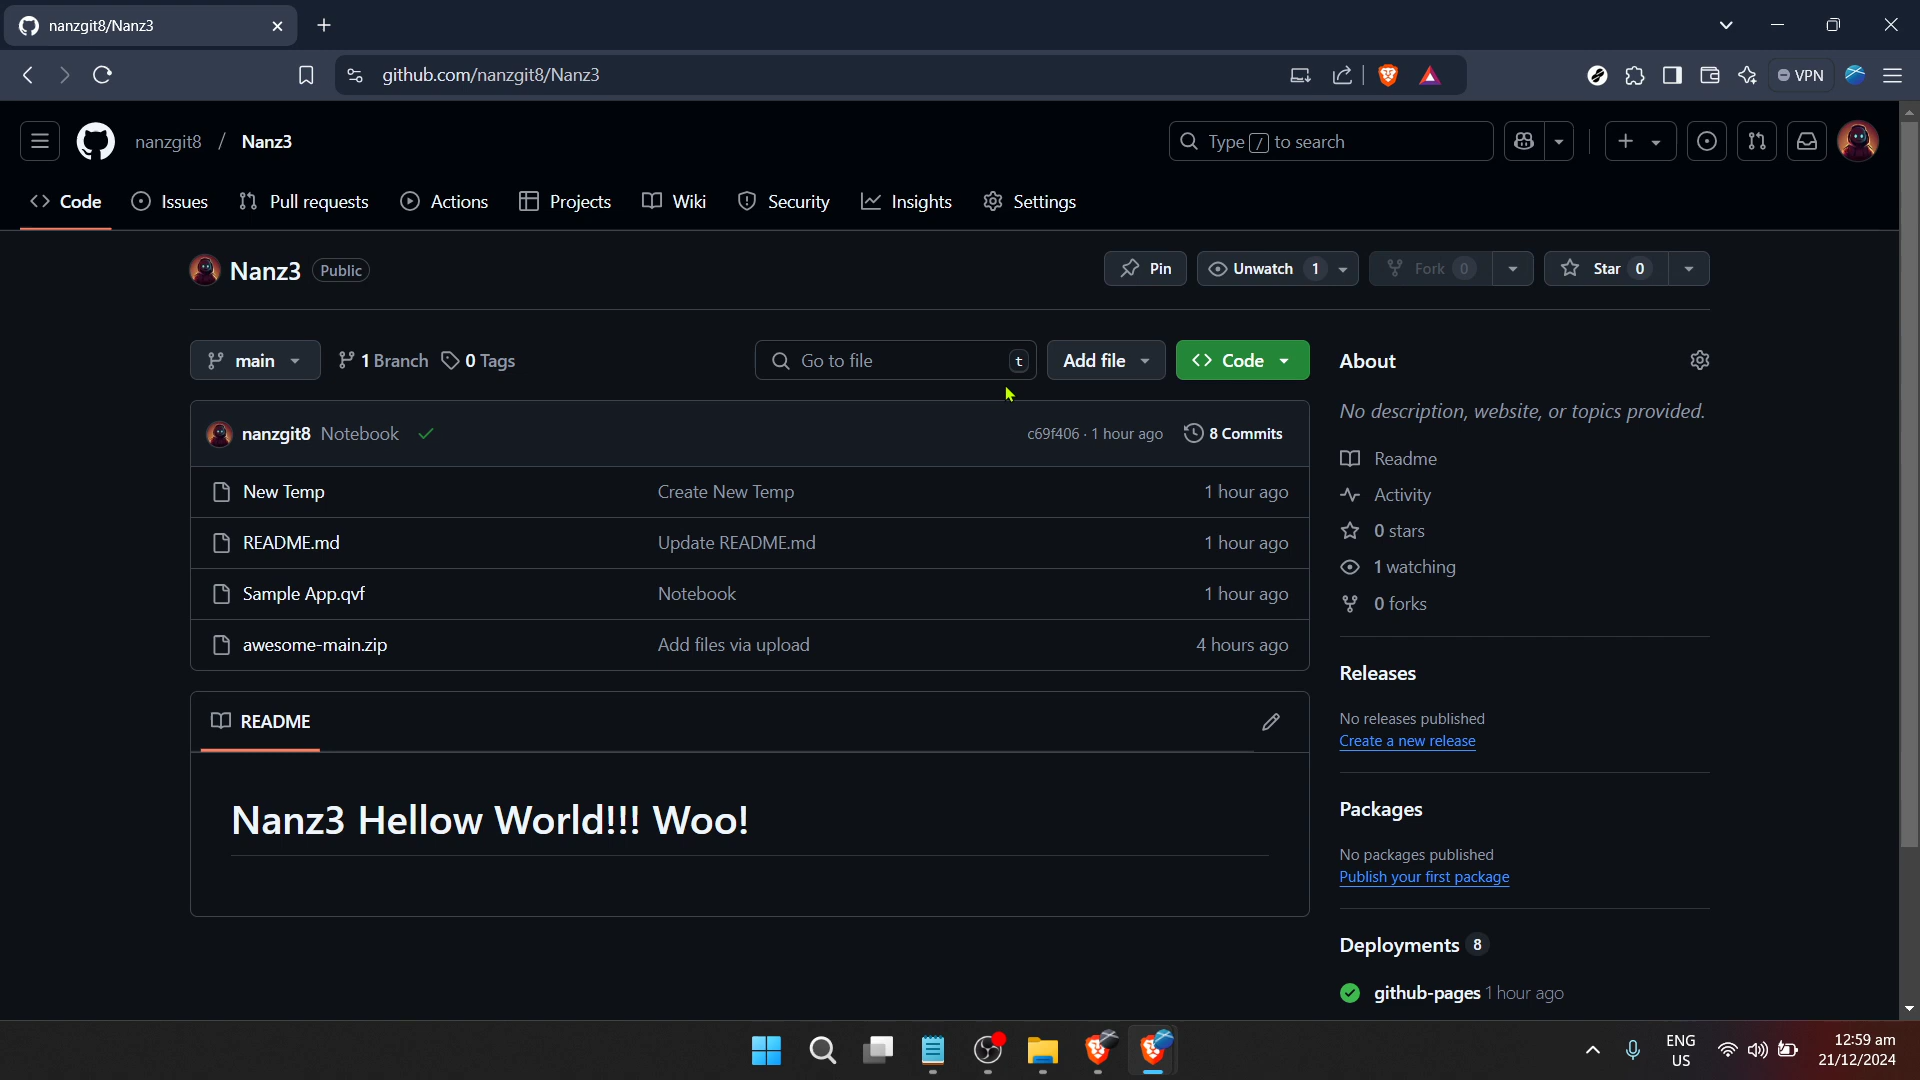 nanzgit8/Nanz3
github.com/nanzgit8/Nanz3
VPN
nanzgit8 / Nanz3
Type / to search
Code Issues Pull requests Actions Projects Wiki Security Insights Settings
Nanz3 Public
Pin Unwatch 1 Fork 0 Star 0
main 1 Branch 0 Tags
Go to file t Add file Code
nanzgit8 Notebook c69f406 · 1 hour ago 8 Commits
New Temp Create New Temp 1 hour ago
README.md Update README.md 1 hour ago
Sample App.qvf Notebook 1 hour ago
awesome-main.zip Add files via upload 4 hours ago
README
Nanz3 Hellow World!!! Woo!
About
No description, website, or topics provided.
Readme
Activity
0 stars
1 watching
0 forks
Releases
No releases published
Create a new release
Packages
No packages published
Publish your first package
Deployments 8
github-pages 1 hour ago
ENG
US
12:59 am
21/12/2024